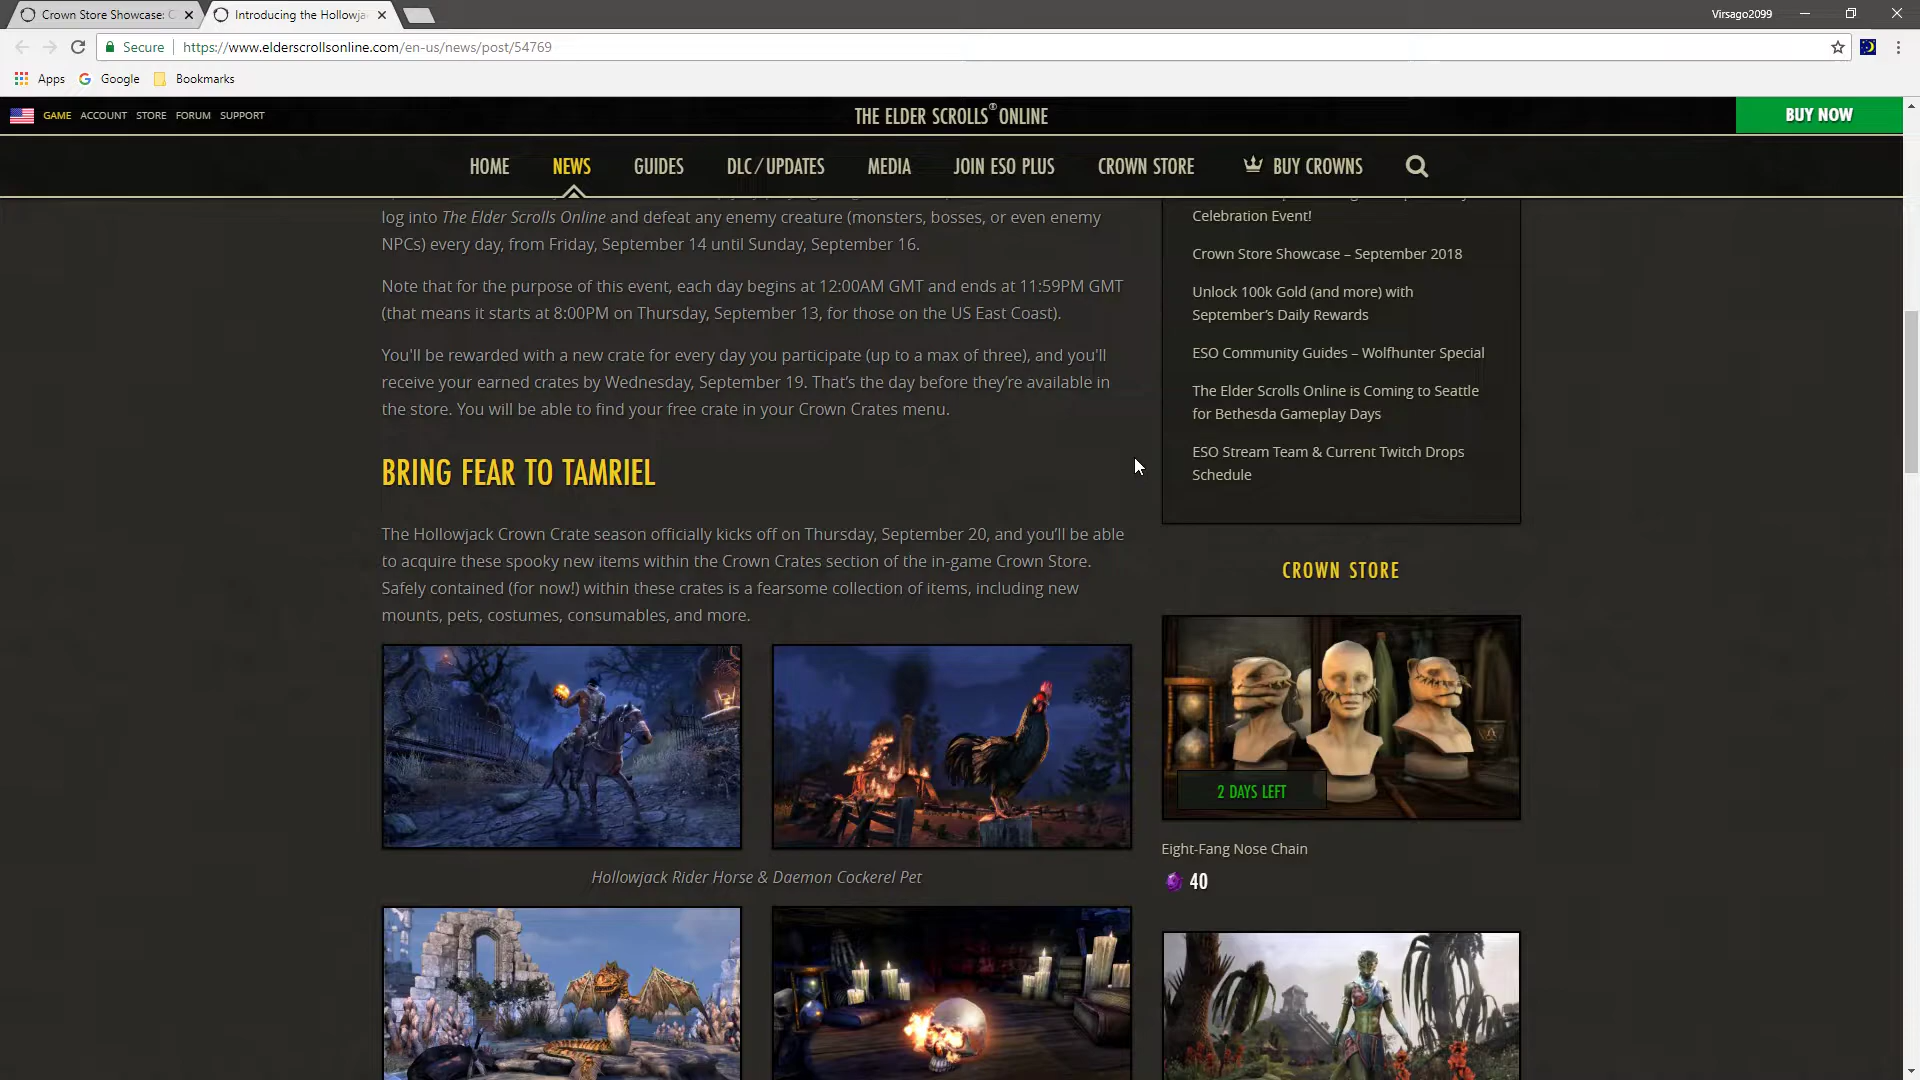 Crown Store Showcase: C
Introducing the Hollowja
Virsago2099
Secure
https://www.elderscrollsonline.com/en-us/news/post/54769
Apps
Google
Bookmarks
GAME
ACCOUNT
STORE
FORUM
SUPPORT
THE ELDER SCROLLS® ONLINE
BUY NOW
HOME
NEWS
GUIDES
DLC/UPDATES
MEDIA
JOIN ESO PLUS
CROWN STORE
BUY CROWNS
log into The Elder Scrolls Online and defeat any enemy creature (monsters, bosses, or even enemy
NPCs) every day, from Friday, September 14 until Sunday, September 16.
Note that for the purpose of this event, each day begins at 12:00AM GMT and ends at 11:59PM GMT
(that means it starts at 8:00PM on Thursday, September 13, for those on the US East Coast).
You'll be rewarded with a new crate for every day you participate (up to a max of three), and you'll
receive your earned crates by Wednesday, September 19. That’s the day before they’re available in
the store. You will be able to find your free crate in your Crown Crates menu.
BRING FEAR TO TAMRIEL
The Hollowjack Crown Crate season officially kicks off on Thursday, September 20, and you’ll be able
to acquire these spooky new items within the Crown Crates section of the in-game Crown Store.
Safely contained (for now!) within these crates is a fearsome collection of items, including new
mounts, pets, costumes, consumables, and more.
Hollowjack Rider Horse & Daemon Cockerel Pet
Celebration Event!
Crown Store Showcase – September 2018
Unlock 100k Gold (and more) with
September’s Daily Rewards
ESO Community Guides – Wolfhunter Special
The Elder Scrolls Online is Coming to Seattle
for Bethesda Gameplay Days
ESO Stream Team & Current Twitch Drops
Schedule
CROWN STORE
2 DAYS LEFT
Eight-Fang Nose Chain
40